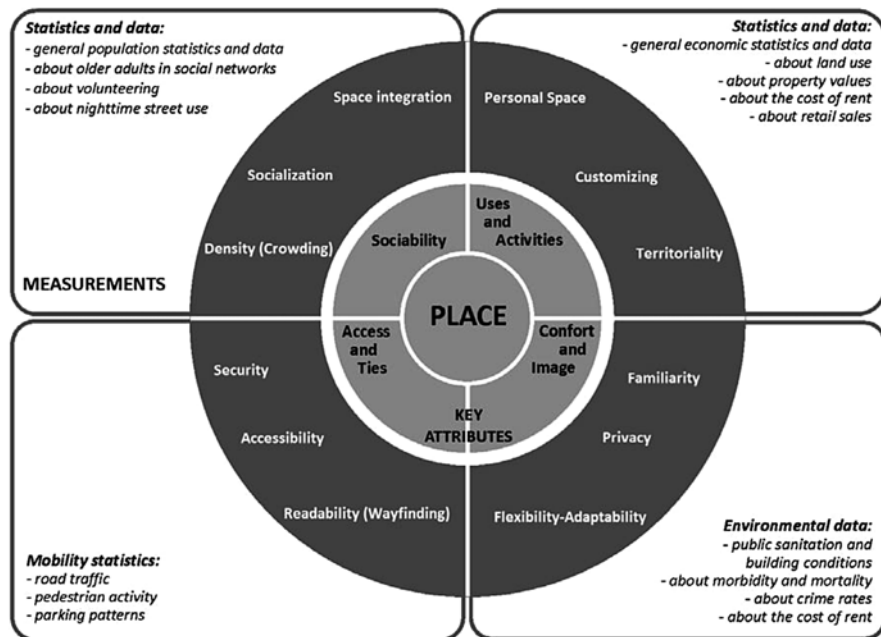 Statistics and data:
- general population statistics and data
- about older adults in social networks
- about volunteering
- about nighttime street use
MEASUREMENTS
Statistics and data:
- general economic statistics and data
- about land use
- about property values
- about the cost of rent
- about retail sales
Space integration
Socialization
Density (Crowding)
Personal Space
Customizing
Territoriality
Sociability
Uses
and
Activities
PLACE
Access
and
Ties
Confort
and
Image
KEY
ATTRIBUTES
Security
Accessibility
Readability (Wayfinding)
Familiarity
Privacy
Flexibility-Adaptability
Mobility statistics:
- road traffic
- pedestrian activity
- parking patterns
Environmental data:
- public sanitation and
building conditions
- about morbidity and mortality
- about crime rates
- about the cost of rent